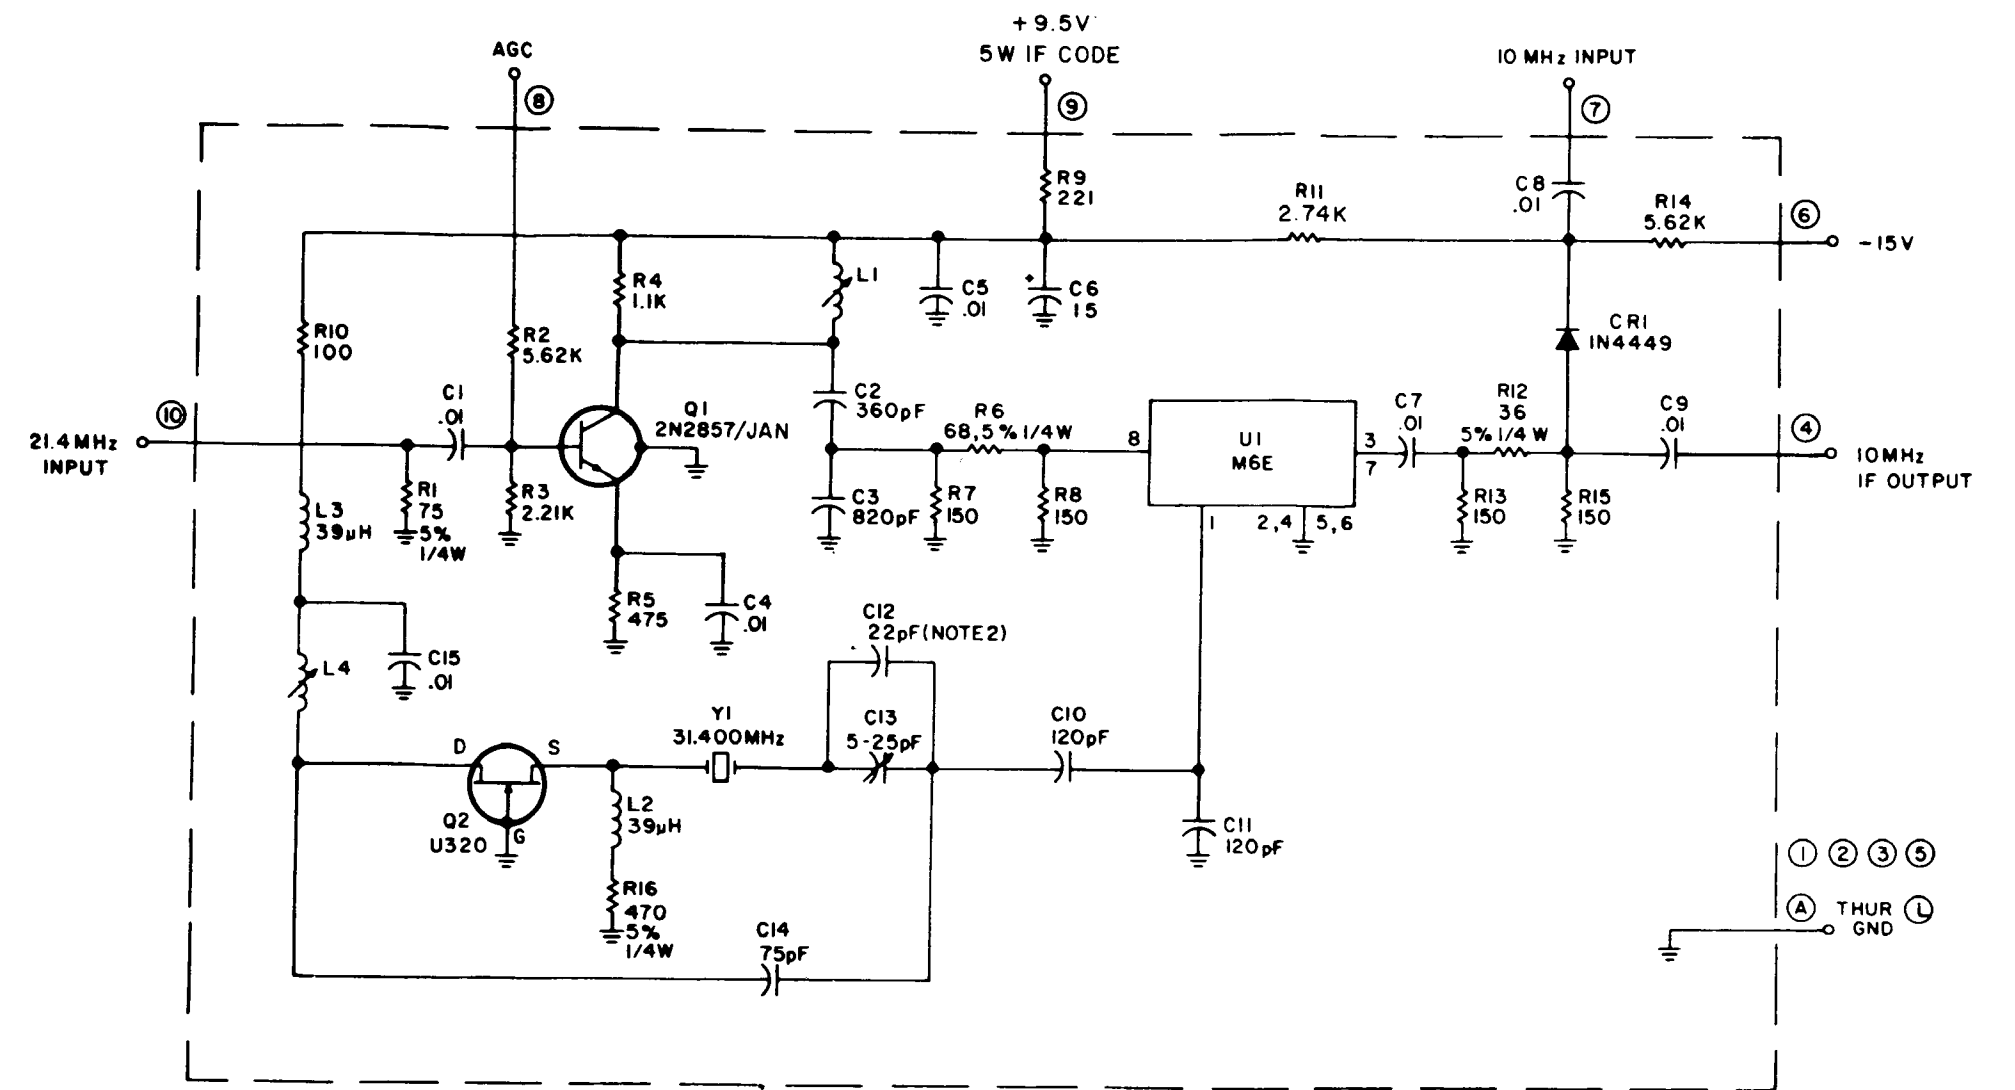 +9.5V
5W IF CODE
AGC
10 MHz INPUT
8
9
7
R9
221
R11
2.74K
C8
.01
R14
5.62K
6
-15V
R4
1.1K
L1
C5
.01
+
C6
15
R10
100
R2
5.62K
CR1
1N4449
10
C1
.01
Q1
2N2857/JAN
C2
360pF
R6
68,5% 1/4W
8
U1
M6E
3
7
C7
.01
R12
36
5% 1/4 W
C9
.01
4
21.4MHz
INPUT
10MHz
IF OUTPUT
L3
39µH
R1
75
5%
1/4W
R3
2.21K
C3
820pF
R7
150
R8
150
1
2,4
5,6
R13
150
R15
150
R5
475
C4
.01
C12
22pF(NOTE2)
L4
C15
.01
Y1
31.400MHz
C13
5-25pF
C10
120pF
D
S
Q2
U320
G
L2
39µH
C11
120pF
R16
470
5%
1/4W
C14
75pF
1 2 3 5
A THUR L
GND